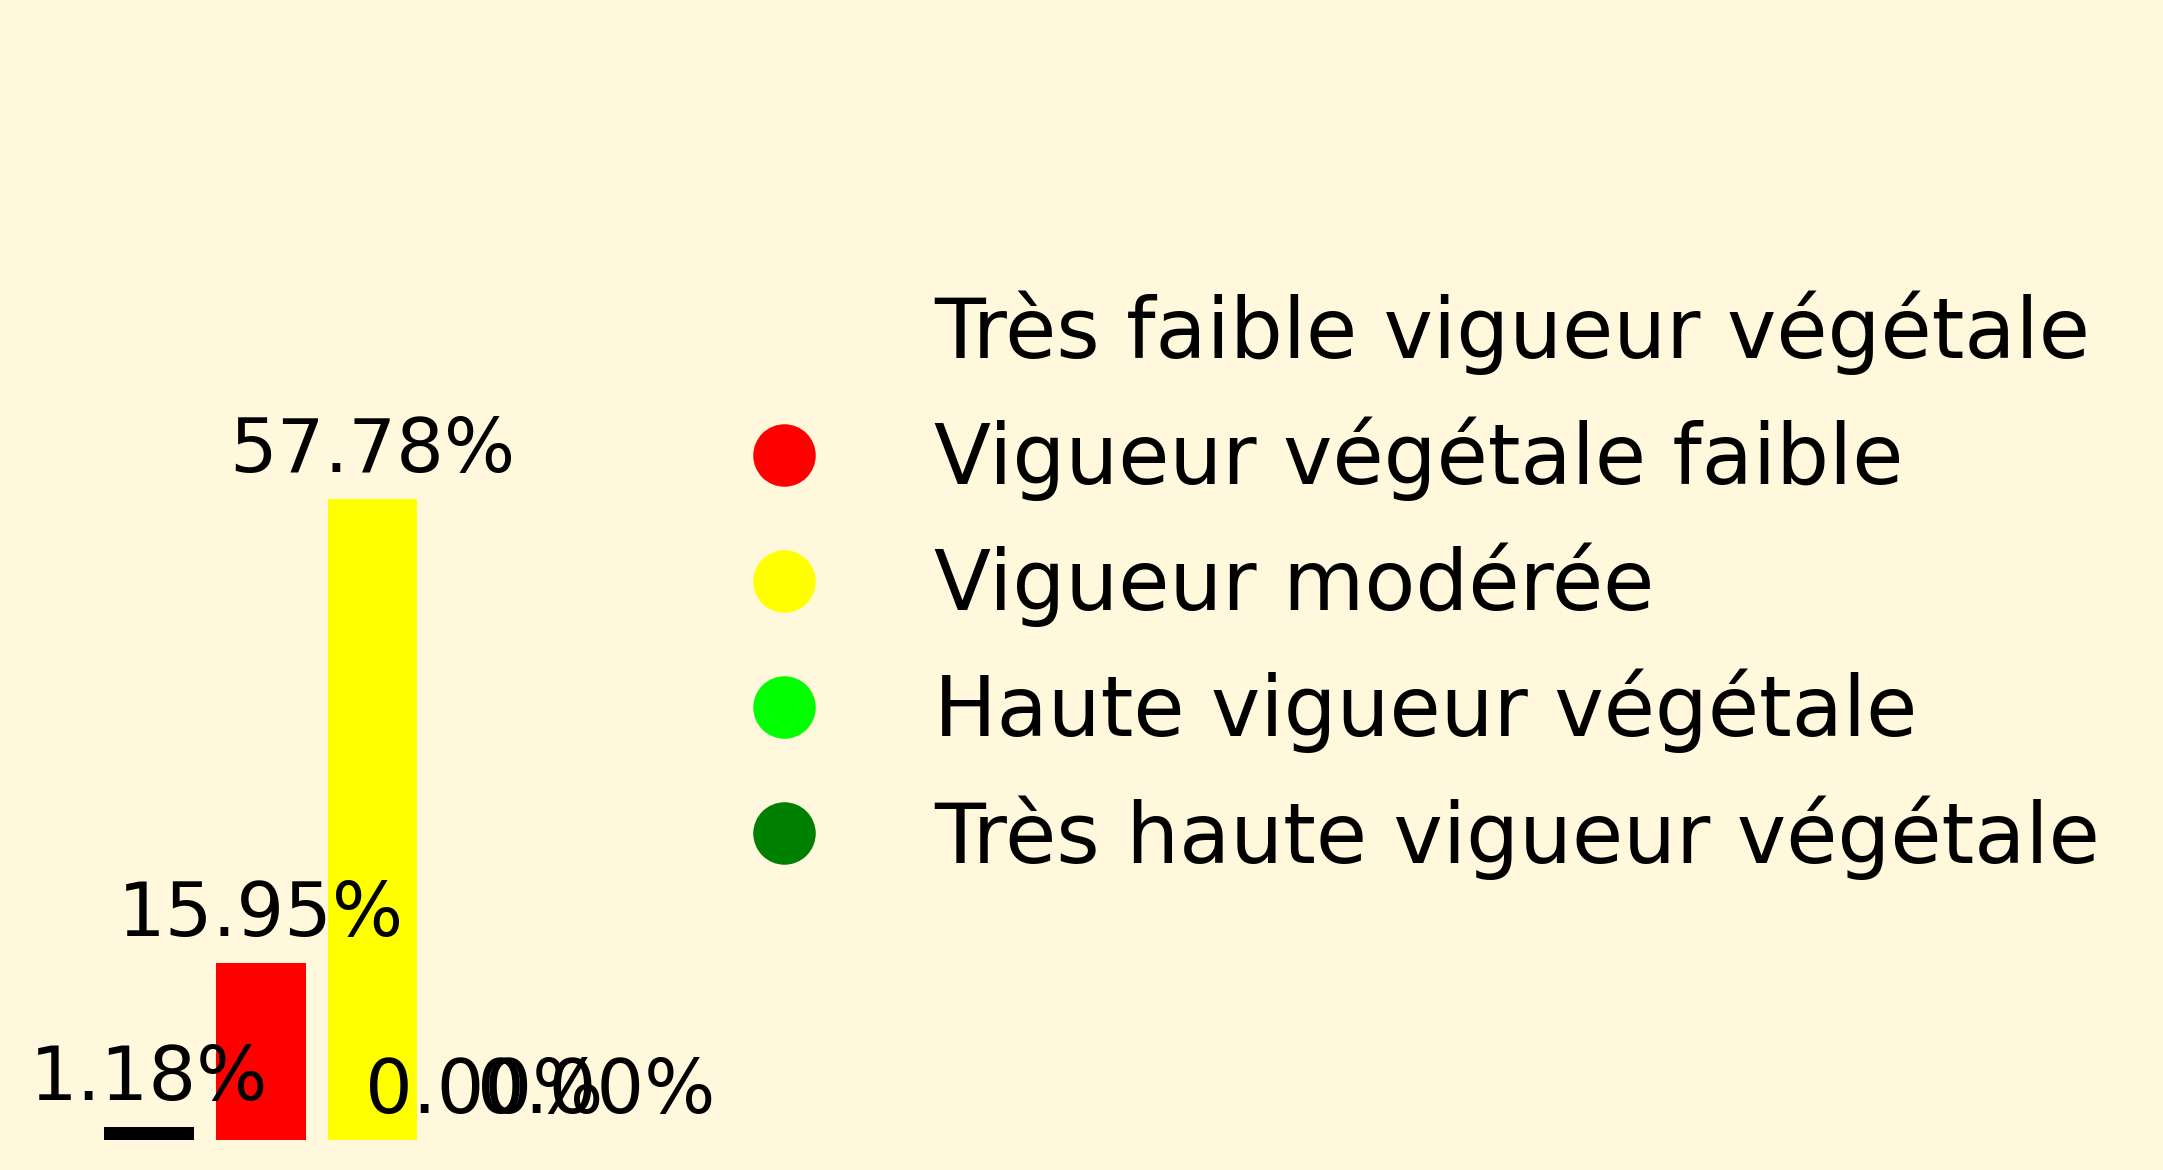 Très faible vigueur végétale
57.78%
Vigueur végétale faible
Vigueur modérée
Haute vigueur végétale
Très haute vigueur végétale
15.95%
1.18%
0.00%
0.00%